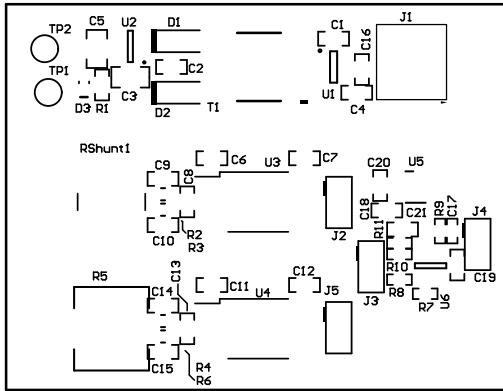 C5 U2 D1 C1 J1
TP2
C16
TP1 C2
C3 U1
D3 R1 D2 T1 C4
RShunt1
C9 C8 C6 U3 C7 C20 U5
C18 C21 R9 C17 J4
R2 J2 R11
C10 R3
R10
C13 C19
R5 C14 C11 U4 C12 J5 J3 R8
R7 U6
R4
C15 R6